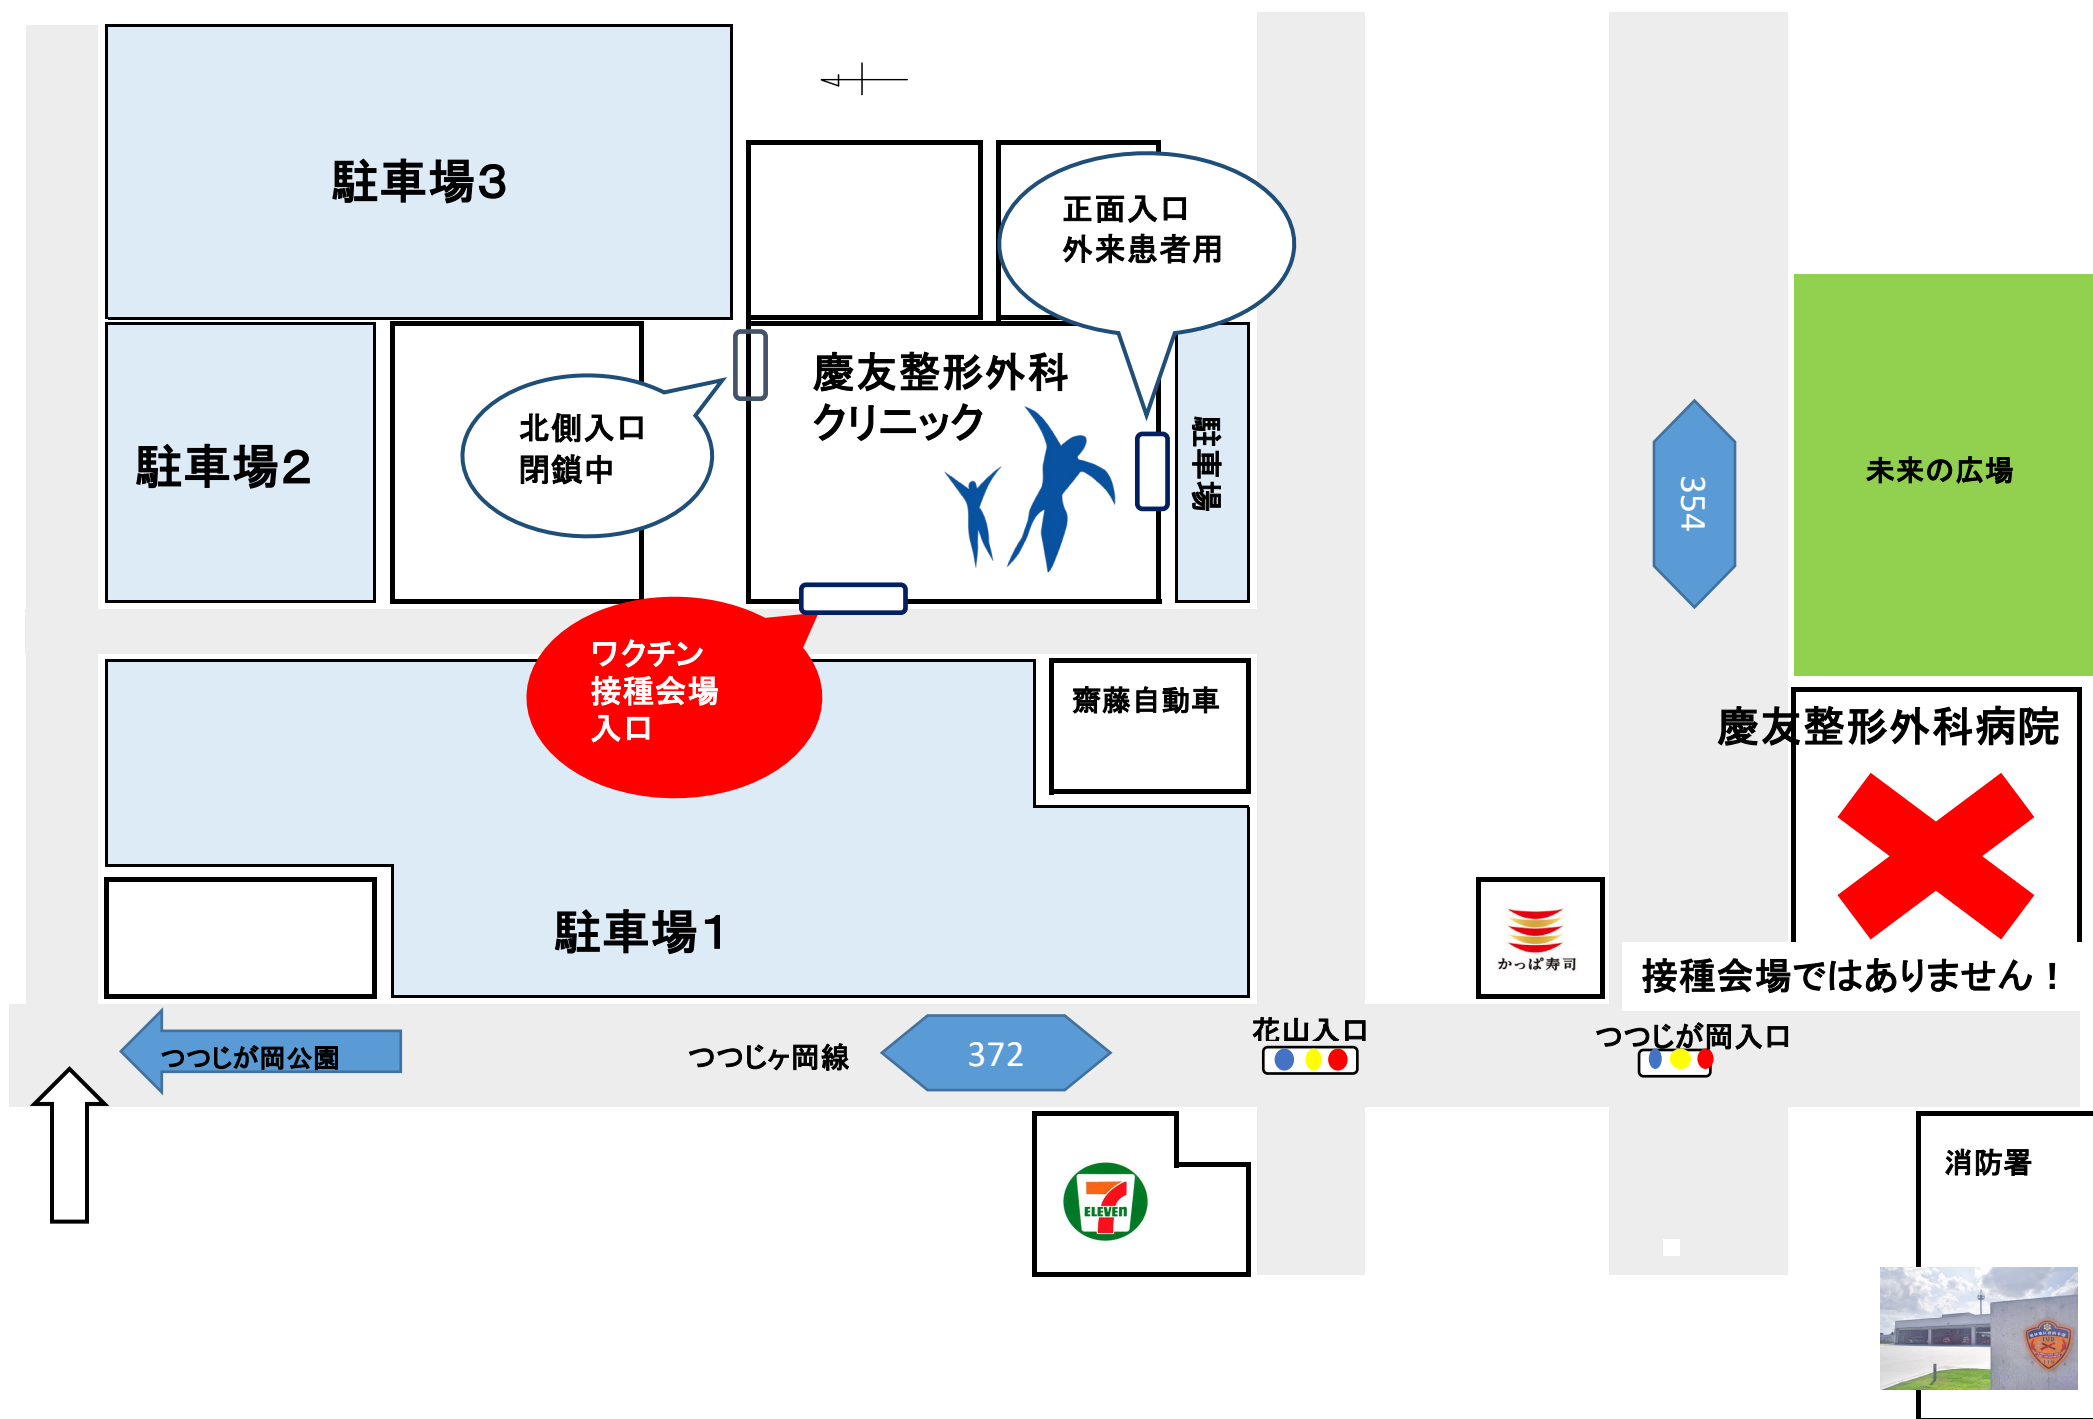 駐車場３
正面入口
外来患者用
慶友整形外科
クリニック
北側入口
閉鎖中
駐車場２
駐車場
354
未来の広場
ワクチン
接種会場
入口
齋藤自動車
慶友整形外科病院
駐車場１
かっぱ寿司
接種会場ではありません！
つつじが岡公園
つつじヶ岡線
372
花山入口
つつじが岡入口
7
ELEVEn
消防署